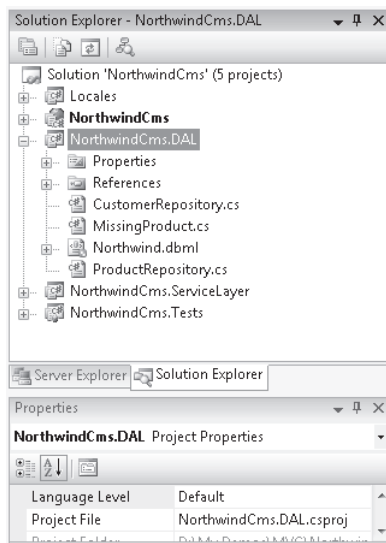 Solution Explorer - NorthwindCms.DAL
Solution 'NorthwindCms' (5 projects)
Locales
NorthwindCms
NorthwindCms.DAL
Properties
References
CustomerRepository.cs
MissingProduct.cs
Northwind.dbml
ProductRepository.cs
NorthwindCms.ServiceLayer
NorthwindCms.Tests
Server Explorer Solution Explorer
Properties
NorthwindCms.DAL Project Properties
Language Level Default
Project File NorthwindCms.DAL.csproj
Project Folder